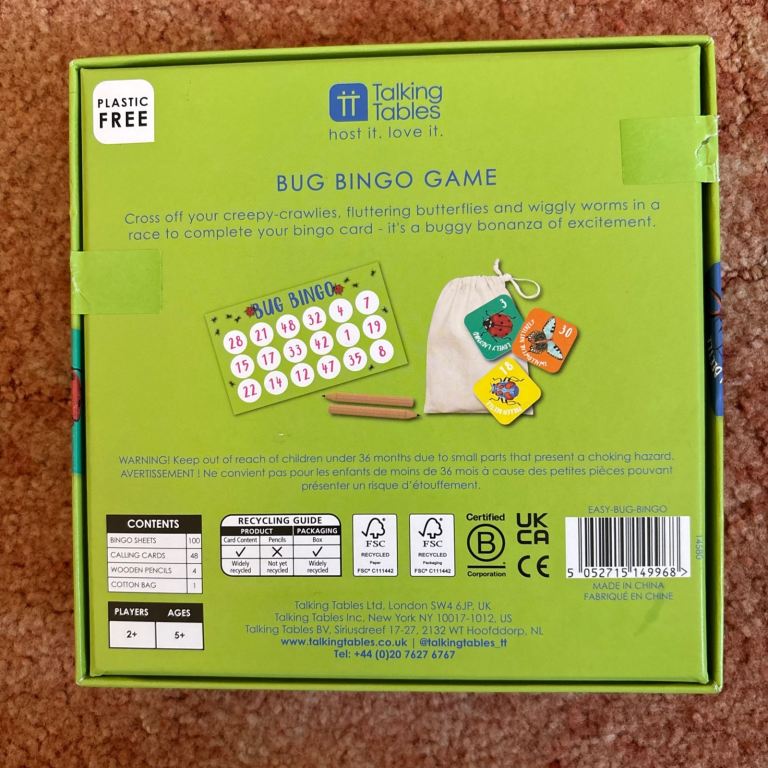 PLASTIC
FREE
tt
Talking
Tables
host it. love it.
BUG BINGO GAME
Cross off your creepy-crawlies, fluttering butterflies and wiggly worms in a
race to complete your bingo card - it's a buggy bonanza of excitement.
BUG BINGO
28 21 48 32 4 7
15 17 33 42 1 19
22 14 12 47 35 8
3
LOVELY LADYBUG
30
18
WARNING! Keep out of reach of children under 36 months due to small parts that present a choking hazard.
AVERTISSEMENT ! Ne convient pas pour les enfants de moins de 36 mois à cause des petites pièces pouvant
présenter un risque d'étouffement.
CONTENTS
BINGO SHEETS 100
CALLING CARDS 48
WOODEN PENCILS 4
COTTON BAG 1
PLAYERS AGES
2+ 5+
RECYCLING GUIDE
PRODUCT PACKAGING
Card Content Pencils Box
Widely recycled Not yet recycled Widely recycled
FSC
RECYCLED
Paper
FSC® C111442
FSC
RECYCLED
Packaging
FSC® C111442
Certified
B
Corporation
UK
CA
CE
EASY-BUG-BINGO
5 052715 149968 >
MADE IN CHINA
FABRIQUÉ EN CHINE
Talking Tables Ltd, London SW4 6JP, UK
Talking Tables Inc, New York NY 10017-1012, US
Talking Tables BV, Siriusdreef 17-27, 2132 WT Hoofddorp, NL
www.talkingtables.co.uk | @talkingtables_tt
Tel: +44 (0)20 7627 6767